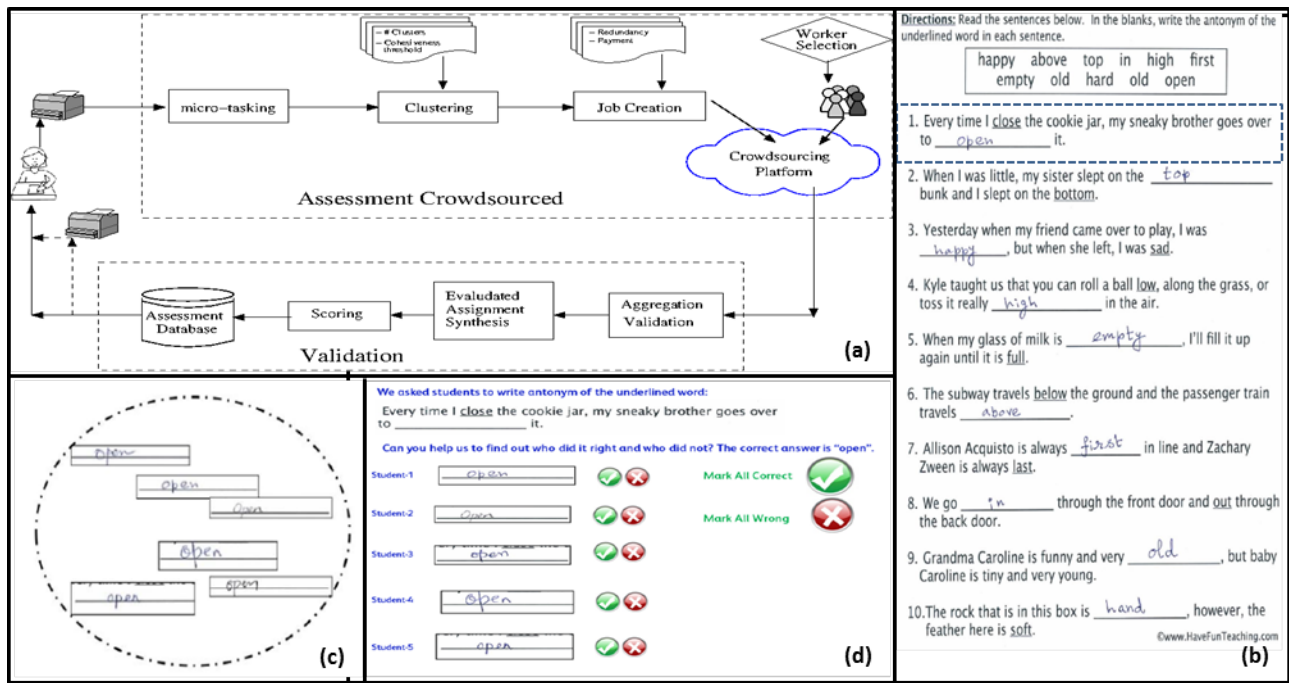 – # Clusters
– Cohesiveness
threshold
– Redundancy
– Payment
Worker
Selection
micro–tasking
Clustering
Job Creation
Crowdsourcing
Platform
Assessment Crowdsourced
Assessment
Database
Scoring
Evaludated
Assignment
Synthesis
Aggregation
Validation
Validation
(a)
Directions: Read the sentences below. In the blanks, write the antonym of the
underlined word in each sentence.
happy above top in high first
empty old hard old open
1. Every time I close the cookie jar, my sneaky brother goes over
to open it.
2. When I was little, my sister slept on the top
bunk and I slept on the bottom.
3. Yesterday when my friend came over to play, I was
happy, but when she left, I was sad.
4. Kyle taught us that you can roll a ball low, along the grass, or
toss it really high in the air.
5. When my glass of milk is empty, I'll fill it up
again until it is full.
6. The subway travels below the ground and the passenger train
travels above.
7. Allison Acquisto is always first in line and Zachary
Zween is always last.
8. We go in through the front door and out through
the back door.
9. Grandma Caroline is funny and very old, but baby
Caroline is tiny and very young.
10.The rock that is in this box is hand, however, the
feather here is soft.
©www.HaveFunTeaching.com
(b)
open
open
open
open
open
open
(c)
We asked students to write antonym of the underlined word:
Every time I close the cookie jar, my sneaky brother goes over
to it.
Can you help us to find out who did it right and who did not? The correct answer is "open".
Student-1 open Mark All Correct
Student-2 open Mark All Wrong
Student-3 open
Student-4 open
Student-5 open
(d)